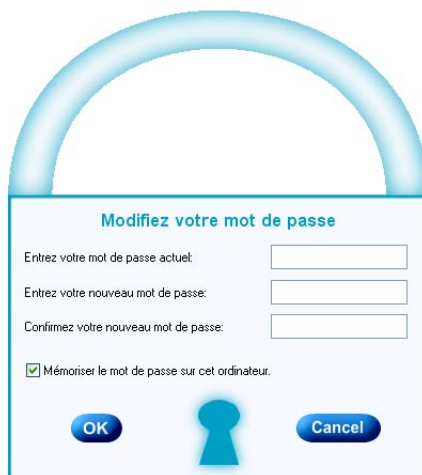 Modifiez votre mot de passe
Entrez votre mot de passe actuel:
Entrez votre nouveau mot de passe:
Confirmez votre nouveau mot de passe:
Mémoriser le mot de passe sur cet ordinateur.
OK
Cancel